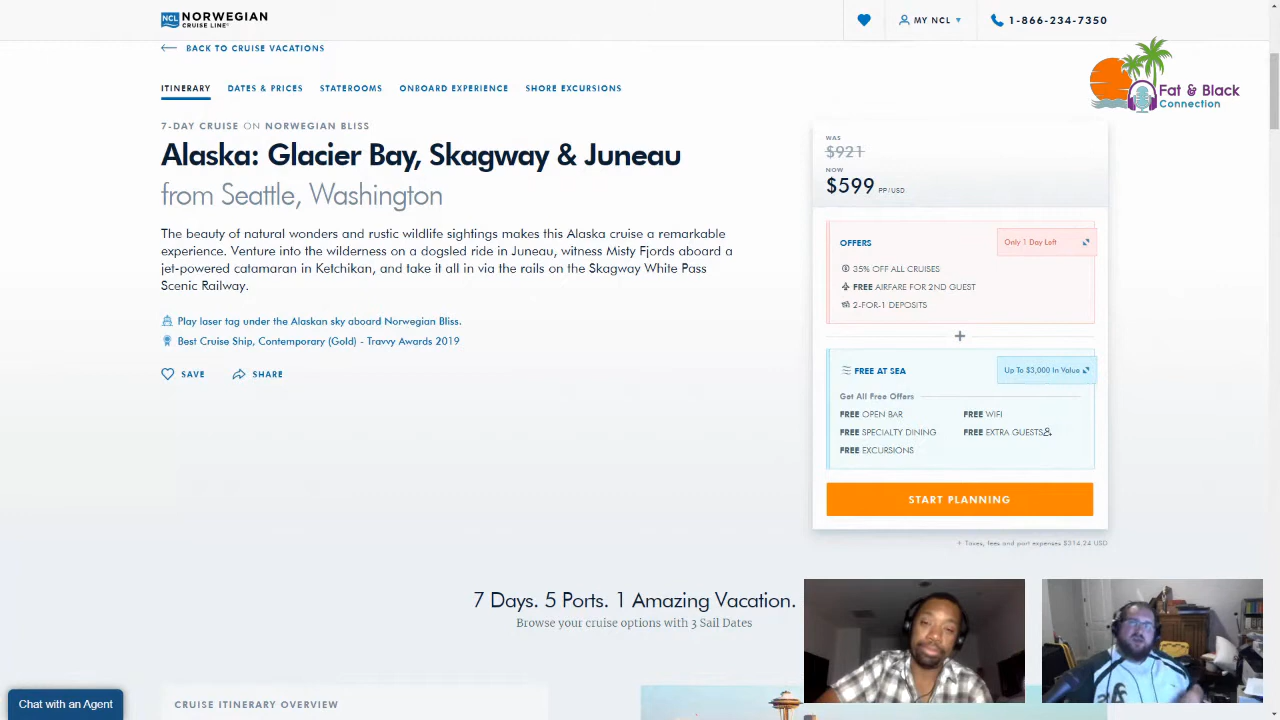 NCL NORWEGIAN
CRUISE LINE®
MY NCL
1-866-234-7350
BACK TO CRUISE VACATIONS
Fat & Black
Connection
ITINERARY
DATES & PRICES
STATEROOMS
ONBOARD EXPERIENCE
SHORE EXCURSIONS
7-DAY CRUISE ON NORWEGIAN BLISS
Alaska: Glacier Bay, Skagway & Juneau
from Seattle, Washington
The beauty of natural wonders and rustic wildlife sightings makes this Alaska cruise a remarkable
experience. Venture into the wilderness on a dogsled ride in Juneau, witness Misty Fjords aboard a
jet-powered catamaran in Ketchikan, and take it all in via the rails on the Skagway White Pass
Scenic Railway.
Play laser tag under the Alaskan sky aboard Norwegian Bliss.
Best Cruise Ship, Contemporary (Gold) - Travvy Awards 2019
SAVE
SHARE
WAS
$921
NOW
$599 PP/USD
OFFERS
Only 1 Day Left
35% OFF ALL CRUISES
FREE AIRFARE FOR 2ND GUEST
2-FOR-1 DEPOSITS
+
FREE AT SEA
Up To $3,000 In Value
Get All Free Offers
FREE OPEN BAR
FREE WIFI
FREE SPECIALTY DINING
FREE EXTRA GUESTS
FREE EXCURSIONS
START PLANNING
+ Taxes, fees and port expenses $314.24 USD
7 Days. 5 Ports. 1 Amazing Vacation.
Browse your cruise options with 3 Sail Dates
CRUISE ITINERARY OVERVIEW
Chat with an Agent